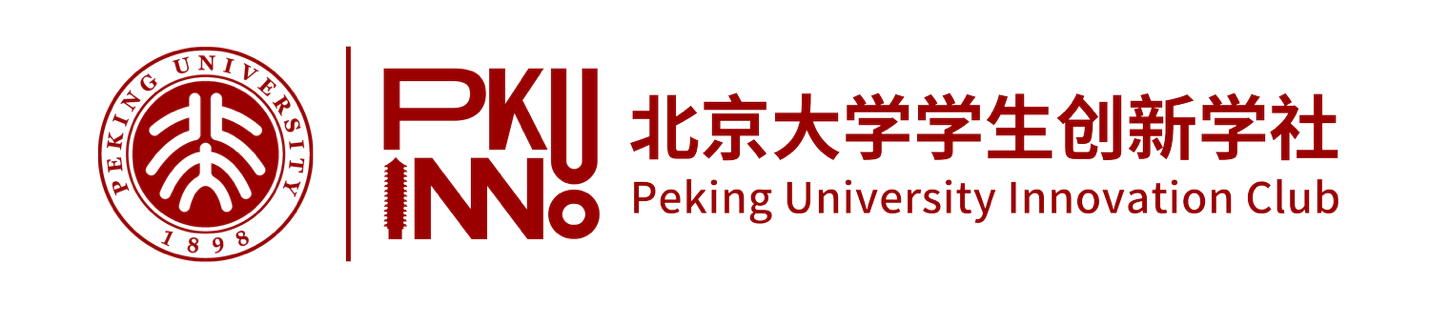 PEKING UNIVERSITY
1898
PKU
INNO
北京大学学生创新学社
Peking University Innovation Club